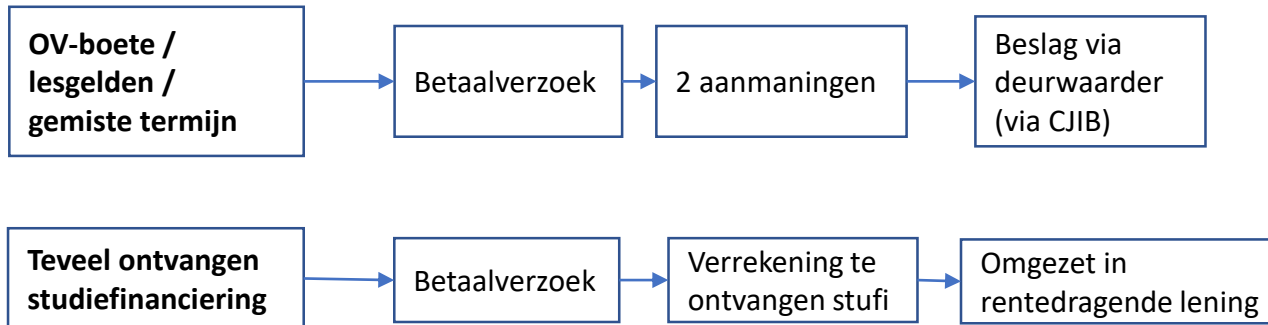 OV-boete /
lesgelden /
gemiste termijn
Betaalverzoek
2 aanmaningen
Beslag via
deurwaarder
(via CJIB)
Teveel ontvangen
studiefinanciering
Betaalverzoek
Verrekening te
ontvangen stufi
Omgezet in
rentedragende lening